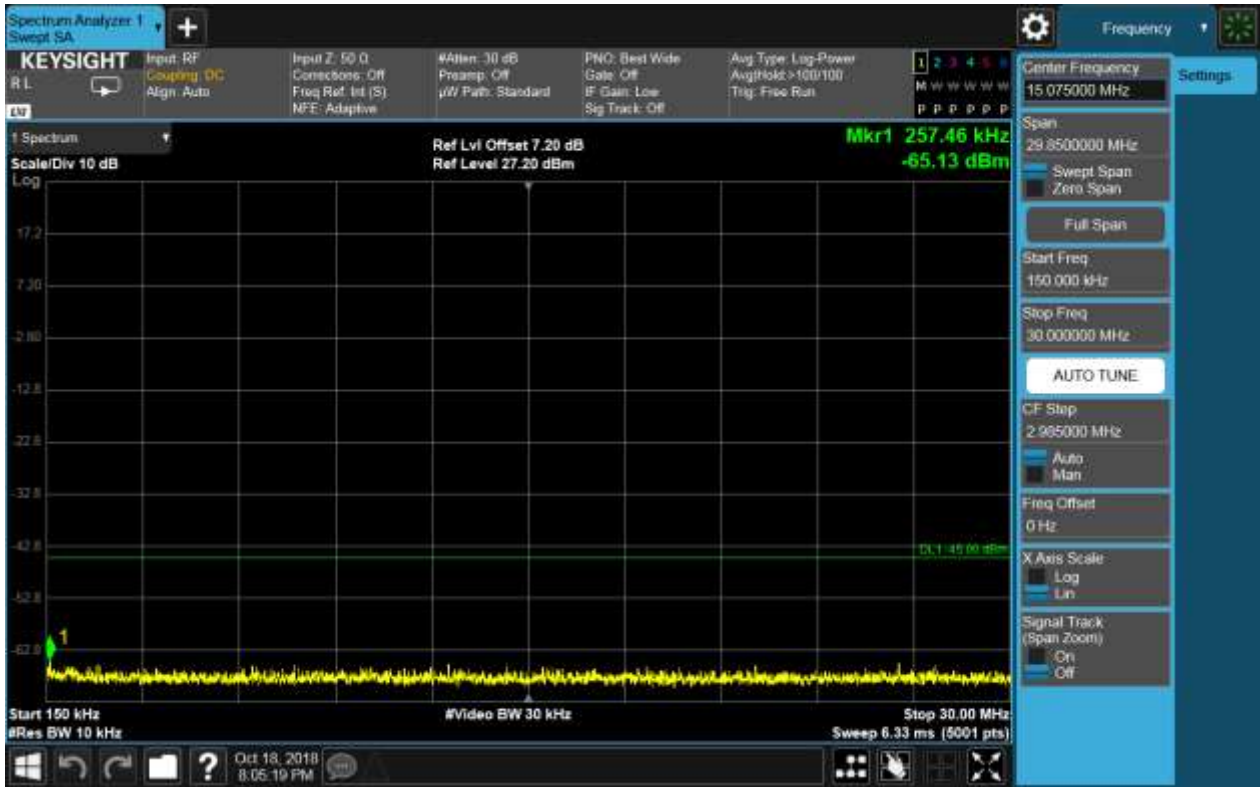 Spectrum Analyzer 1
Swept SA
+
Frequency
KEYSIGHT
R L
Input: RF
Coupling: DC
Align: Auto
Input Z: 50 Ω
Corrections: Off
Freq Ref: Int (S)
NFE: Adaptive
#Atten: 30 dB
Preamp: Off
µW Path: Standard
PNO: Best Wide
Gate: Off
IF Gain: Low
Sig Track: Off
Avg Type: Log-Power
Avg|Hold: >100/100
Trig: Free Run
1 2 3 4 5 6
M W W W W W
P P P P P P
1 Spectrum
Scale/Div 10 dB
Log
Ref Lvl Offset 7.20 dB
Ref Level 27.20 dBm
Mkr1 257.46 kHz
-65.13 dBm
17.2
7.20
-2.80
-12.8
-22.8
-32.8
-42.8
-52.8
-62.8
DL1 -45.00 dBm
1
Start 150 kHz
#Res BW 10 kHz
#Video BW 30 kHz
Stop 30.00 MHz
Sweep 6.33 ms (5001 pts)
?
Oct 18, 2018
8:05:19 PM
Center Frequency
15.075000 MHz
Settings
Span
29.8500000 MHz
Swept Span
Zero Span
Full Span
Start Freq
150.000 kHz
Stop Freq
30.000000 MHz
AUTO TUNE
CF Step
2.985000 MHz
Auto
Man
Freq Offset
0 Hz
X Axis Scale
Log
Lin
Signal Track
(Span Zoom)
On
Off